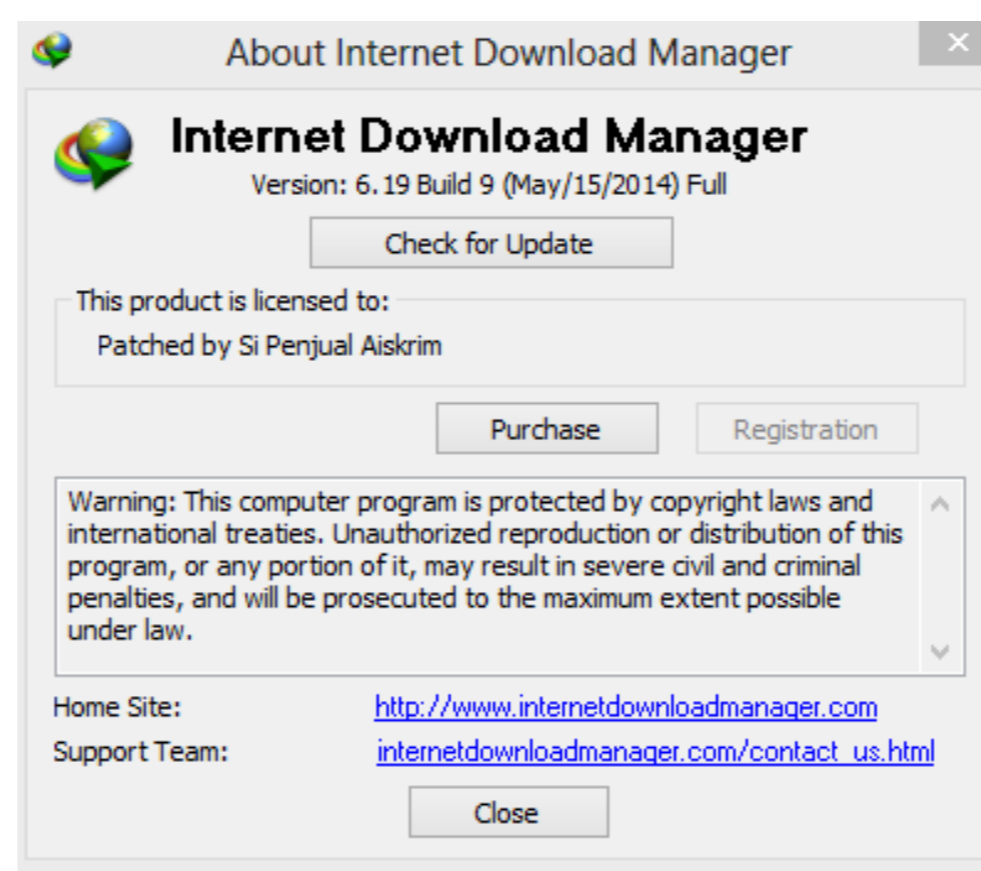 About Internet Download Manager
Internet Download Manager
Version: 6.19 Build 9 (May/15/2014) Full
Check for Update
This product is licensed to:
Patched by Si Penjual Aiskrim
Purchase
Registration
Warning: This computer program is protected by copyright laws and
international treaties. Unauthorized reproduction or distribution of this
program, or any portion of it, may result in severe civil and criminal
penalties, and will be prosecuted to the maximum extent possible
under law.
Home Site: http://www.internetdownloadmanager.com
Support Team: internetdownloadmanager.com/contact_us.html
Close